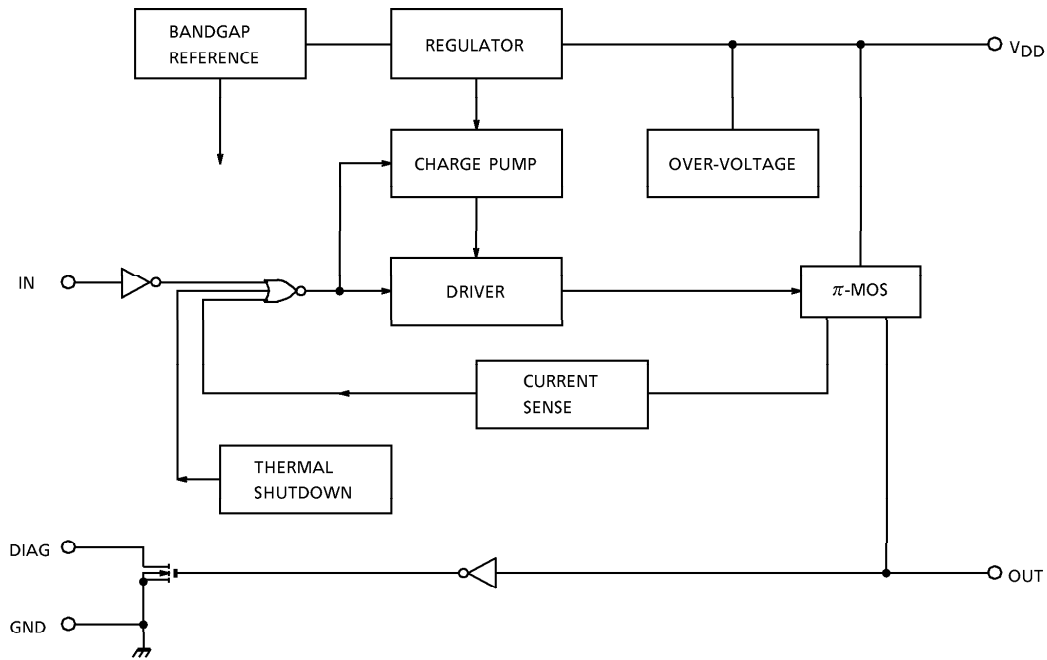 BANDGAP
REFERENCE
REGULATOR
VDD
CHARGE PUMP
OVER-VOLTAGE
IN
DRIVER
π-MOS
CURRENT
SENSE
THERMAL
SHUTDOWN
DIAG
OUT
GND